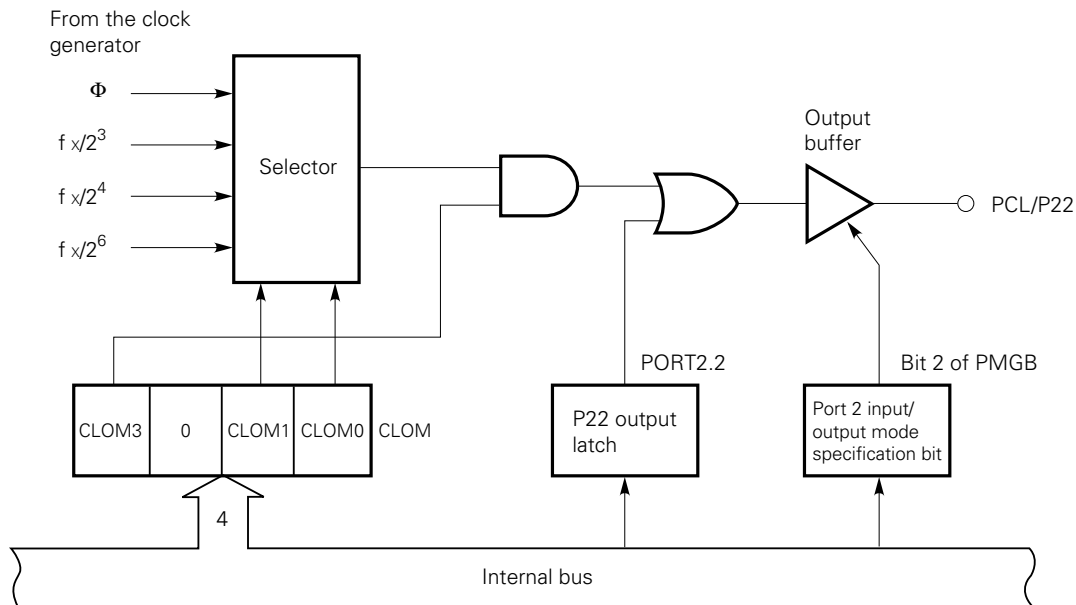 From the clock
generator
Φ
f x/2³
f x/2⁴
f x/2⁶
Selector
Output
buffer
PCL/P22
PORT2.2
Bit 2 of PMGB
CLOM3 0 CLOM1 CLOM0 CLOM
P22 output
latch
Port 2 input/
output mode
specification bit
4
Internal bus